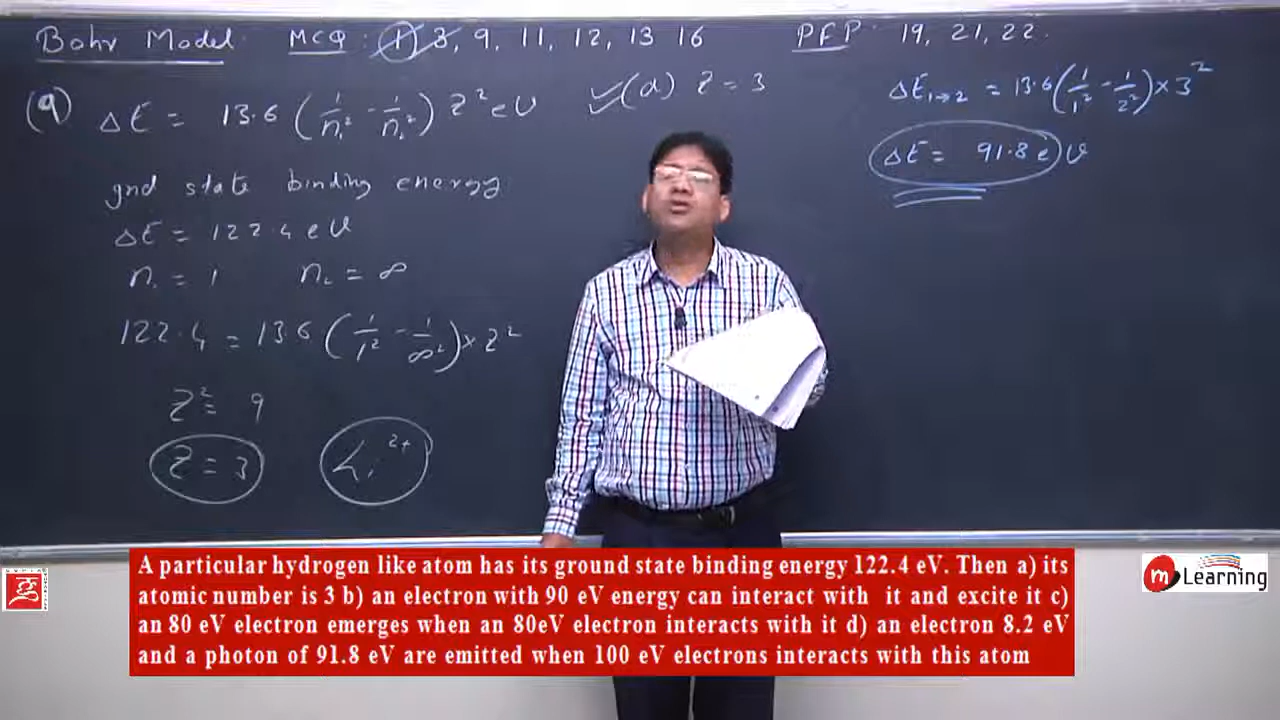 Bohr Model. MCQ: 1) 3, 9, 11, 12, 13 16 PFP. 19, 21, 22.
(9) ΔE = 13.6 (1/n₁² - 1/n₁²) Z² eV
(a) Z = 3
ΔE 1→2 = 13.6 (1/1² - 1/2²) × 3²
ΔE = 91.8 e V
gnd state binding energy
ΔE = 122.4 eV
n₁ = 1 n₂ = ∞
122.4 = 13.6 (1/1² - 1/∞²) × Z²
Z² = 9
Z = 3 Li²⁺
A particular hydrogen like atom has its ground state binding energy 122.4 eV. Then a) its
atomic number is 3 b) an electron with 90 eV energy can interact with it and excite it c)
an 80 eV electron emerges when an 80eV electron interacts with it d) an electron 8.2 eV
and a photon of 91.8 eV are emitted when 100 eV electrons interacts with this atom
m Learning